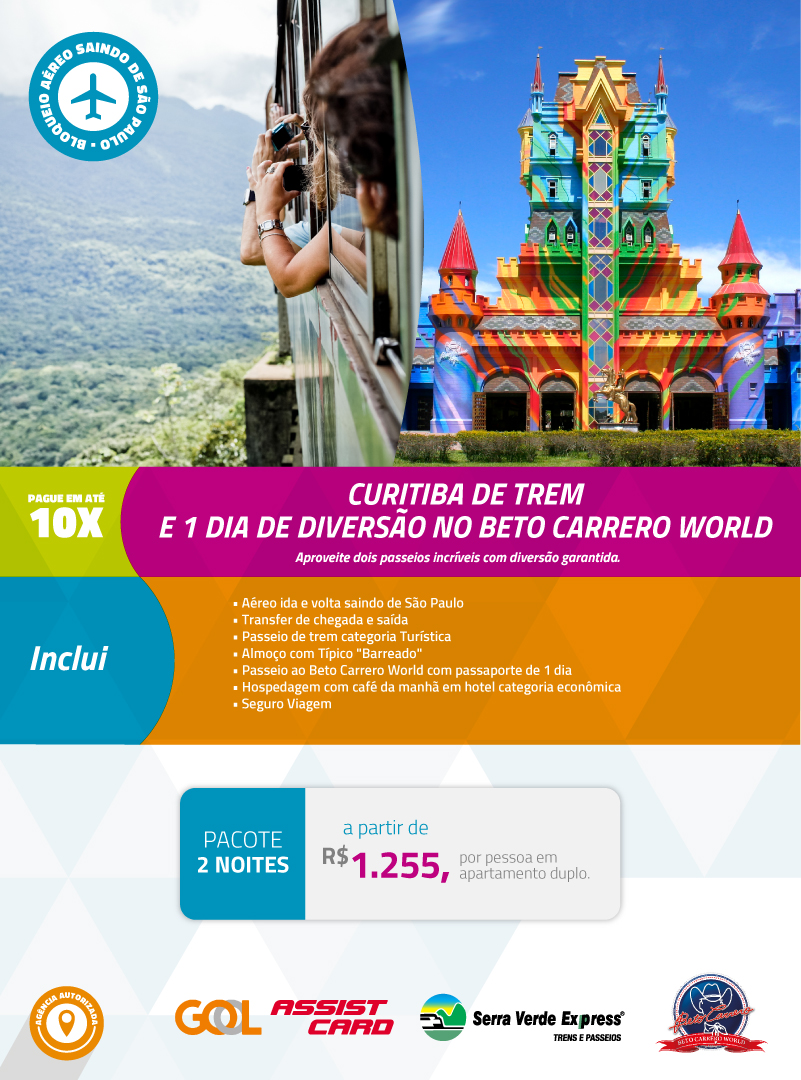 BLOQUEIO AÉREO SAINDO DE SÃO PAULO •
PAGUE EM ATÉ
10X
CURITIBA DE TREM
E 1 DIA DE DIVERSÃO NO BETO CARRERO WORLD
Aproveite dois passeios incríveis com diversão garantida.
Inclui
• Aéreo ida e volta saindo de São Paulo
• Transfer de chegada e saída
• Passeio de trem categoria Turística
• Almoço com Típico "Barreado"
• Passeio ao Beto Carrero World com passaporte de 1 dia
• Hospedagem com café da manhã em hotel categoria econômica
• Seguro Viagem
PACOTE
2 NOITES
a partir de
R$1.255,
por pessoa em
apartamento duplo.
AGÊNCIA AUTORIZADA
GOL
ASSIST
CARD
Serra Verde Express®
TRENS E PASSEIOS
Beto Carrero
BETO CARRERO WORLD